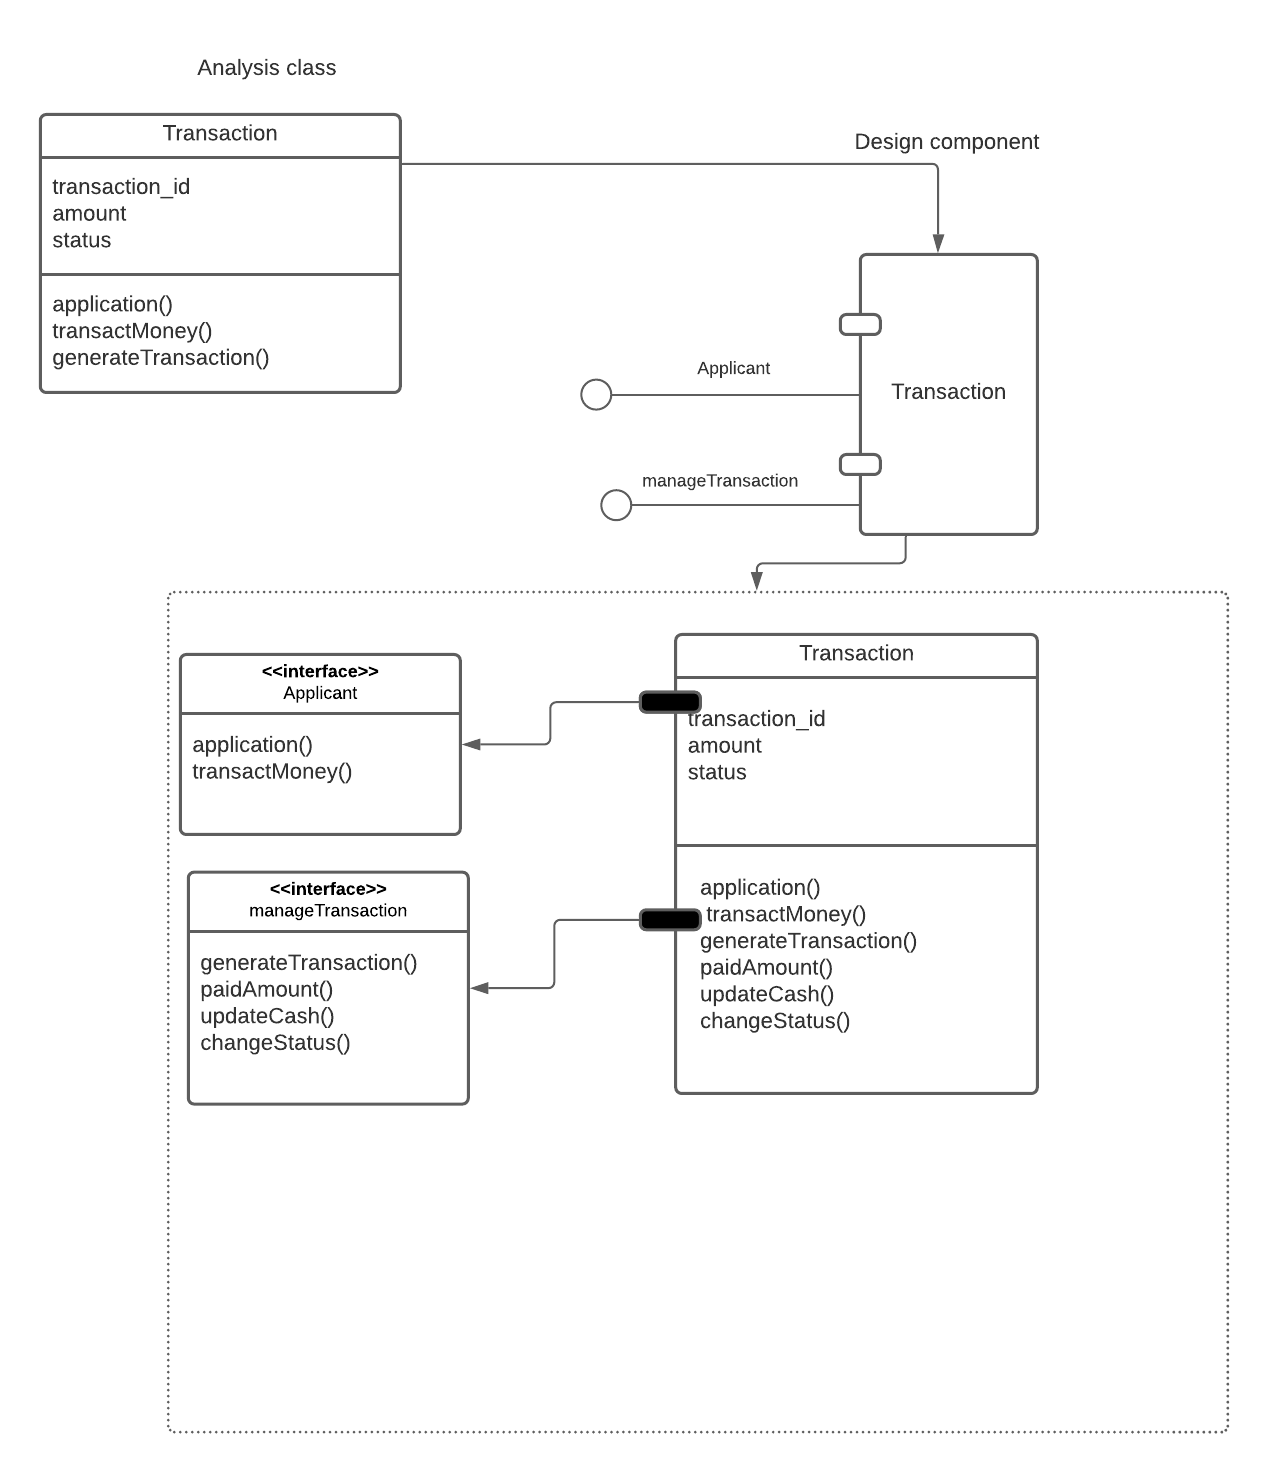 Analysis class
Transaction
transaction_id
amount
status
application()
transactMoney()
generateTransaction()
Design component
Transaction
Applicant
manageTransaction
<<interface>>
Applicant
application()
transactMoney()
<<interface>>
manageTransaction
generateTransaction()
paidAmount()
updateCash()
changeStatus()
Transaction
transaction_id
amount
status
application()
transactMoney()
generateTransaction()
paidAmount()
updateCash()
changeStatus()